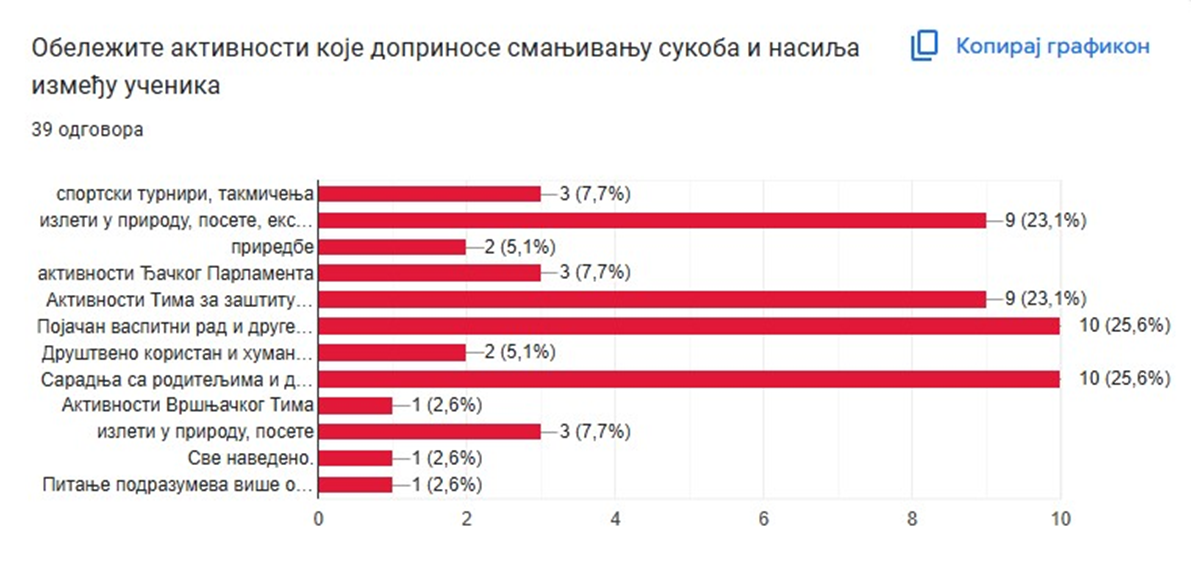 Обележите активности које доприносе смањивању сукоба и насиља
између ученика
Копирај графикон
39 одговора
спортски турнири, такмичења 3 (7,7%)
излети у природу, посете, екс... 9 (23,1%)
приредбе 2 (5,1%)
активности Ђачког Парламента 3 (7,7%)
Активности Тима за заштиту... 9 (23,1%)
Појачан васпитни рад и друге... 10 (25,6%)
Друштвено користан и хуман... 2 (5,1%)
Сарадња са родитељима и д... 10 (25,6%)
Активности Вршњачког Тима 1 (2,6%)
излети у природу, посете 3 (7,7%)
Све наведено. 1 (2,6%)
Питање подразумева више о... 1 (2,6%)
0 2 4 6 8 10